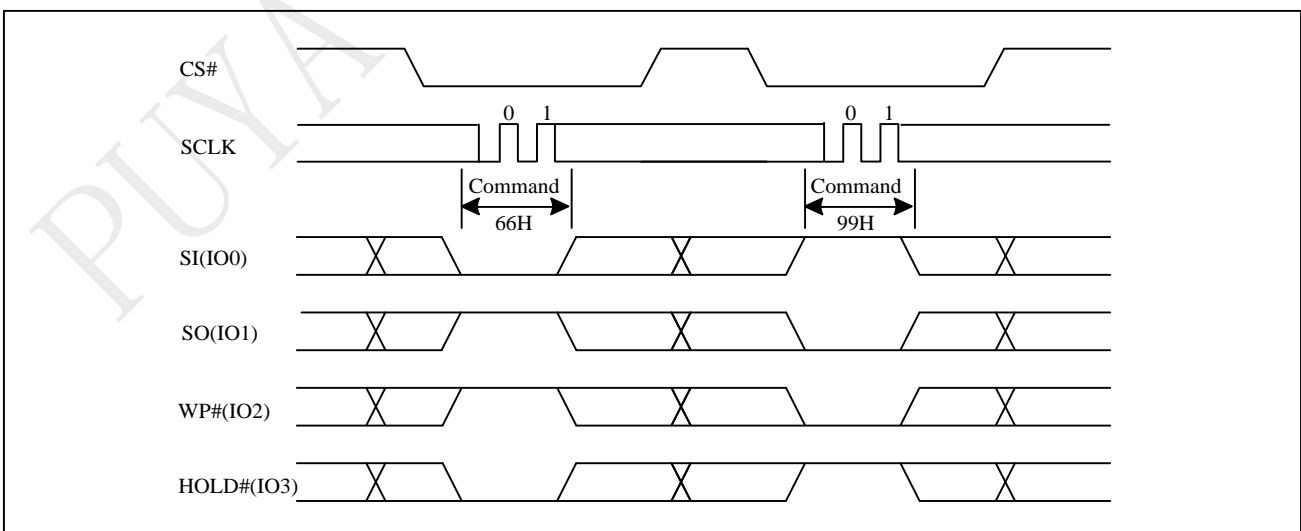 PUYA
CS#
0 1 0 1
SCLK
Command Command
66H 99H
SI(IO0)
SO(IO1)
WP#(IO2)
HOLD#(IO3)